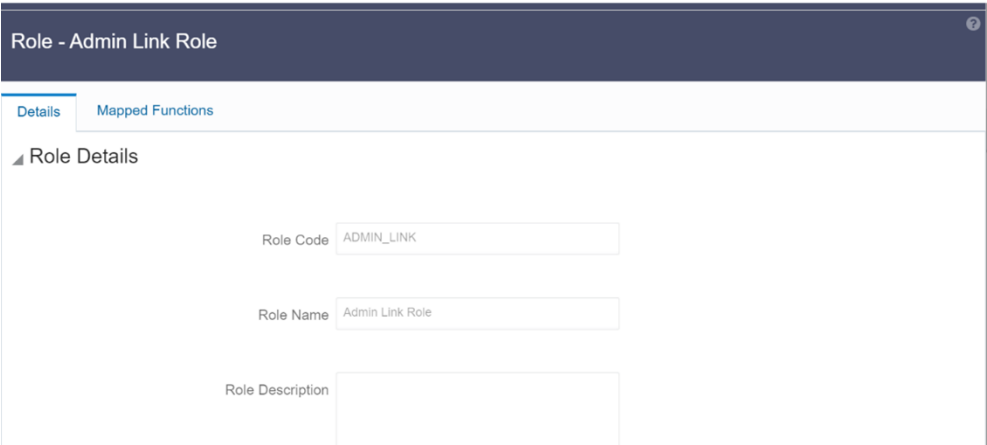 Role - Admin Link Role
Details Mapped Functions
Role Details
Role Code ADMIN_LINK
Role Name Admin Link Role
Role Description